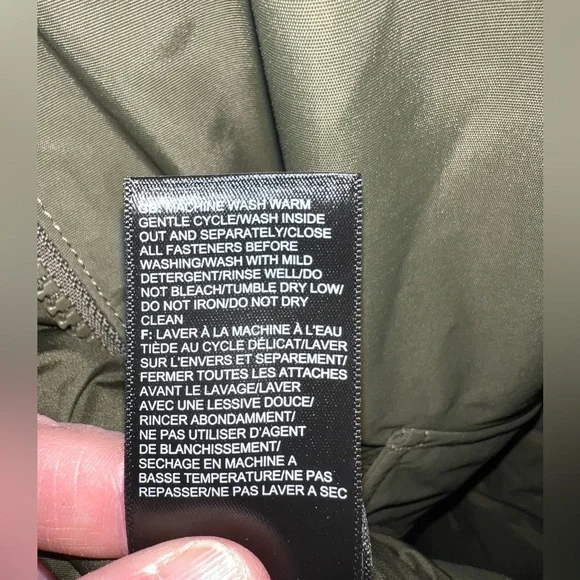 MACHINE WASH WARM
GENTLE CYCLE/WASH INSIDE
OUT AND SEPARATELY/CLOSE
ALL FASTENERS BEFORE
WASHING/WASH WITH MILD
DETERGENT/RINSE WELL/DO
NOT BLEACH/TUMBLE DRY LOW/
DO NOT IRON/DO NOT DRY
CLEAN
F: LAVER À LA MACHINE À L'EAU
TIÈDE AU CYCLE DÉLICAT/LAVER
SUR L'ENVERS ET SEPAREMENT/
FERMER TOUTES LES ATTACHES
AVANT LE LAVAGE/LAVER
AVEC UNE LESSIVE DOUCE/
RINCER ABONDAMMENT/
NE PAS UTILISER D'AGENT
DE BLANCHISSEMENT/
SECHAGE EN MACHINE A
BASSE TEMPERATURE/NE PAS
REPASSER/NE PAS LAVER A SEC